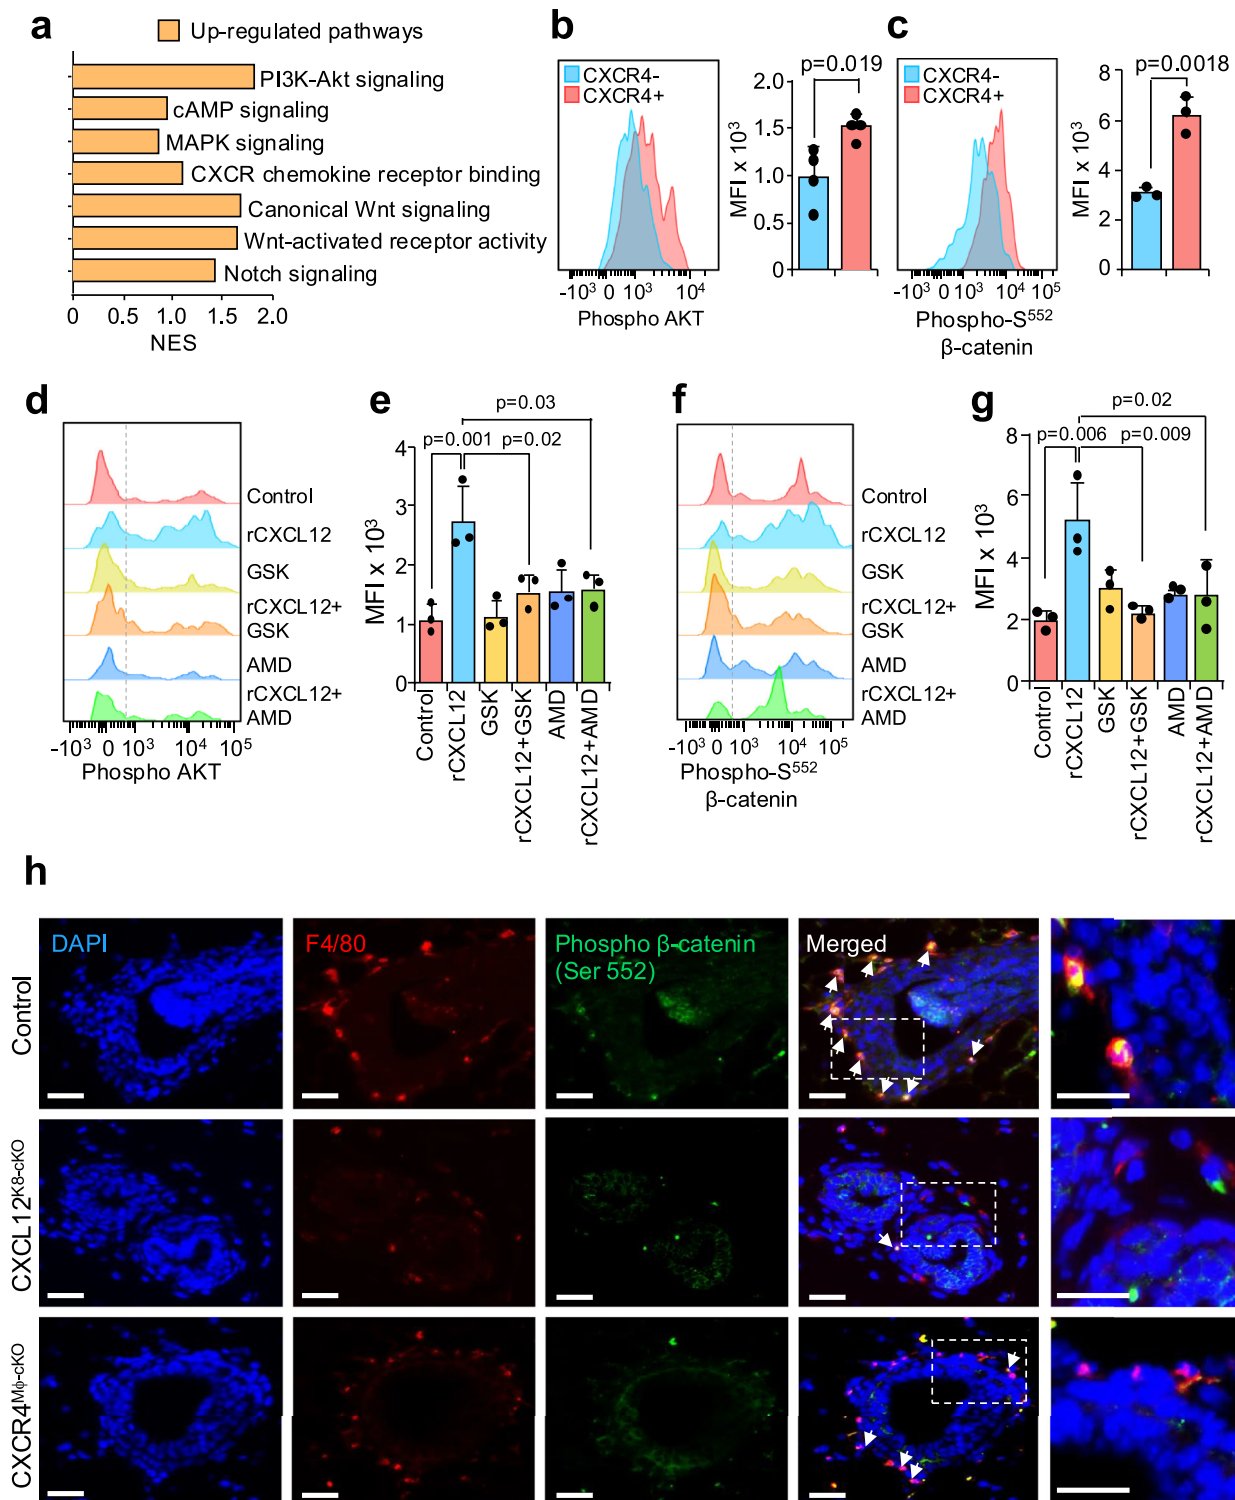 a
Up-regulated pathways
PI3K-Akt signaling
cAMP signaling
MAPK signaling
CXCR chemokine receptor binding
Canonical Wnt signaling
Wnt-activated receptor activity
Notch signaling
0 0.5 1.0 1.5 2.0
NES
b
CXCR4-
CXCR4+
-10³ 0 10³ 10⁴
Phospho AKT
p=0.019
2.0
1.5
1.0
0.5
0
MFI x 10³
c
CXCR4-
CXCR4+
-10³ 0 10³ 10⁴ 10⁵
Phospho-S⁵⁵²
β-catenin
p=0.0018
8
6
4
2
0
MFI x 10³
d
Control
rCXCL12
GSK
rCXCL12+
GSK
AMD
rCXCL12+
AMD
-10³ 0 10³ 10⁴ 10⁵
Phospho AKT
e
p=0.03
p=0.001 p=0.02
4
3
2
1
0
MFI x 10³
Control
rCXCL12
GSK
rCXCL12+GSK
AMD
rCXCL12+AMD
f
Control
rCXCL12
GSK
rCXCL12+
GSK
AMD
rCXCL12+
AMD
-10³ 0 10³ 10⁴ 10⁵
Phospho-S⁵⁵²
β-catenin
g
p=0.02
p=0.006 p=0.009
8
6
4
2
0
MFI x 10³
Control
rCXCL12
GSK
rCXCL12+GSK
AMD
rCXCL12+AMD
h
DAPI
F4/80
Phospho β-catenin
(Ser 552)
Merged
Control
CXCL12ᴷ⁸⁻ᶜᴷᴼ
CXCR4ᴹᵠ⁻ᶜᴷᴼ